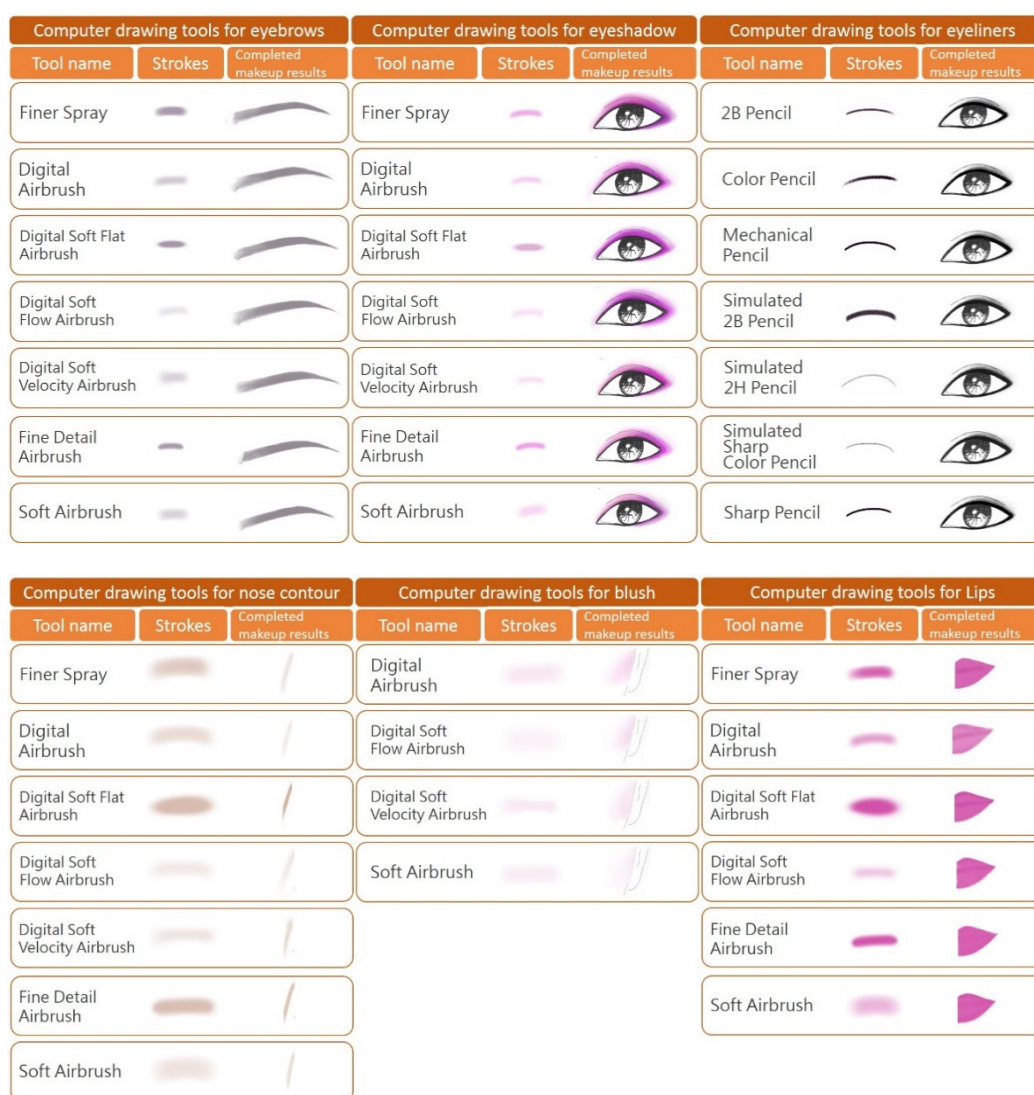 Computer drawing tools for eyebrows
Tool name Strokes Completed
makeup results
Finer Spray
Digital
Airbrush
Digital Soft Flat
Airbrush
Digital Soft
Flow Airbrush
Digital Soft
Velocity Airbrush
Fine Detail
Airbrush
Soft Airbrush
Computer drawing tools for eyeshadow
Tool name Strokes Completed
makeup results
Finer Spray
Digital
Airbrush
Digital Soft Flat
Airbrush
Digital Soft
Flow Airbrush
Digital Soft
Velocity Airbrush
Fine Detail
Airbrush
Soft Airbrush
Computer drawing tools for eyeliners
Tool name Strokes Completed
makeup results
2B Pencil
Color Pencil
Mechanical
Pencil
Simulated
2B Pencil
Simulated
2H Pencil
Simulated
Sharp
Color Pencil
Sharp Pencil
Computer drawing tools for nose contour
Tool name Strokes Completed
makeup results
Finer Spray
Digital
Airbrush
Digital Soft Flat
Airbrush
Digital Soft
Flow Airbrush
Digital Soft
Velocity Airbrush
Fine Detail
Airbrush
Soft Airbrush
Computer drawing tools for blush
Tool name Strokes Completed
makeup results
Digital
Airbrush
Digital Soft
Flow Airbrush
Digital Soft
Velocity Airbrush
Soft Airbrush
Computer drawing tools for Lips
Tool name Strokes Completed
makeup results
Finer Spray
Digital
Airbrush
Digital Soft Flat
Airbrush
Digital Soft
Flow Airbrush
Fine Detail
Airbrush
Soft Airbrush